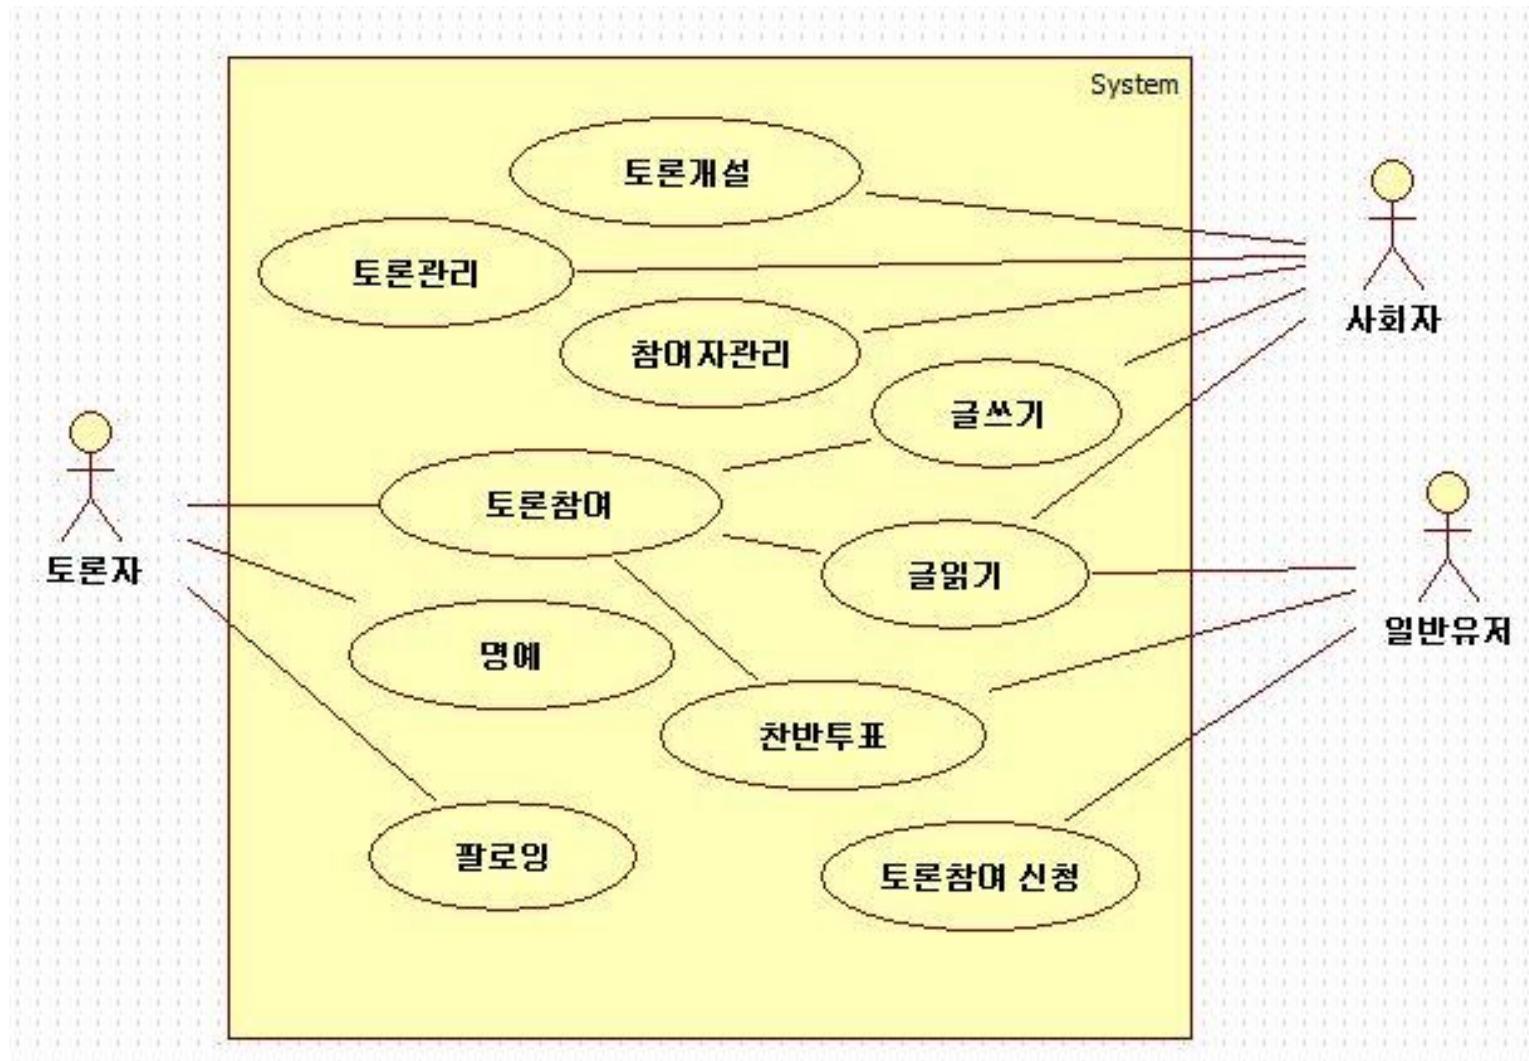 System
토론개설
토론관리
사회자
참여자관리
글쓰기
토론참여
토론자
글읽기
일반유저
명예
찬반투표
팔로잉
토론참여 신청